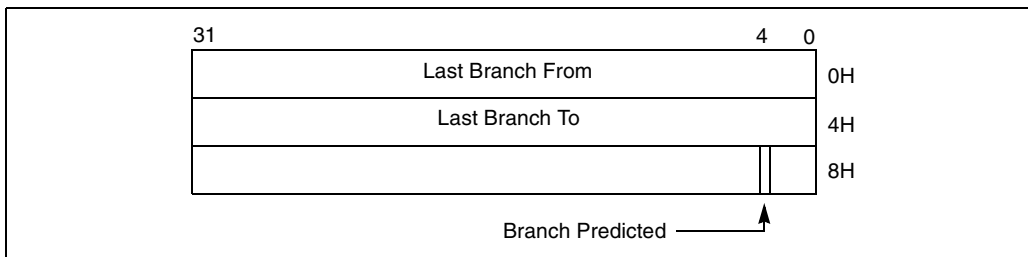 31 4 0
Last Branch From 0H
Last Branch To 4H
8H
Branch Predicted